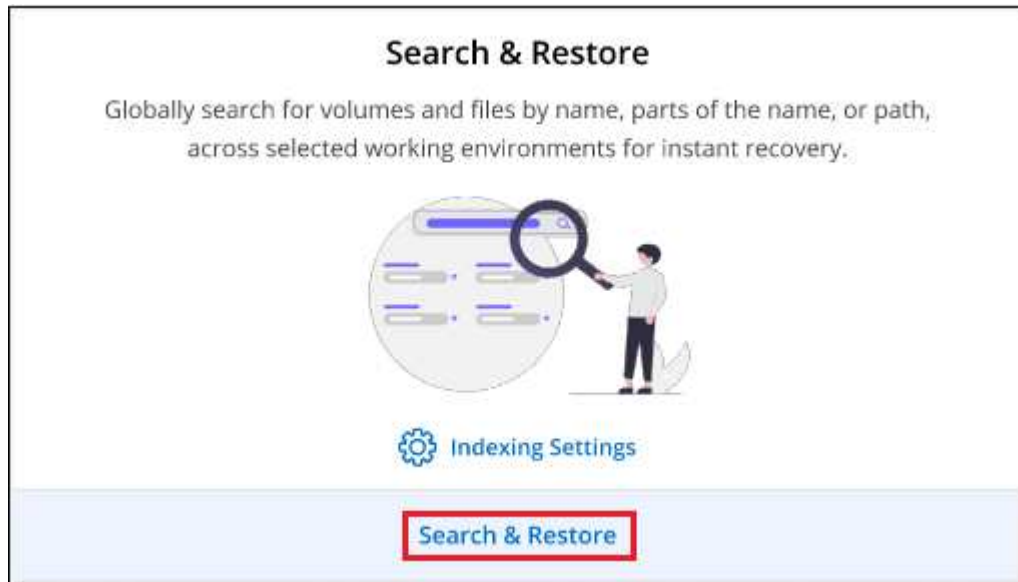 Search & Restore
Globally search for volumes and files by name, parts of the name, or path,
across selected working environments for instant recovery.
Indexing Settings
Search & Restore